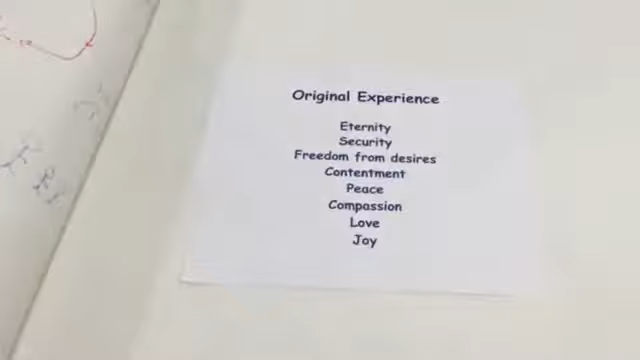 Original Experience
Eternity
Security
Freedom from desires
Contentment
Peace
Compassion
Love
Joy